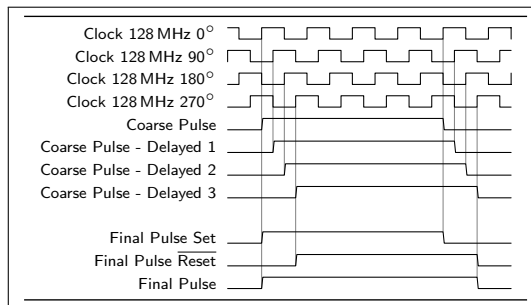 Clock 128 MHz 0°
Clock 128 MHz 90°
Clock 128 MHz 180°
Clock 128 MHz 270°
Coarse Pulse
Coarse Pulse - Delayed 1
Coarse Pulse - Delayed 2
Coarse Pulse - Delayed 3
Final Pulse Set
Final Pulse R̅e̅s̅e̅t̅
Final Pulse